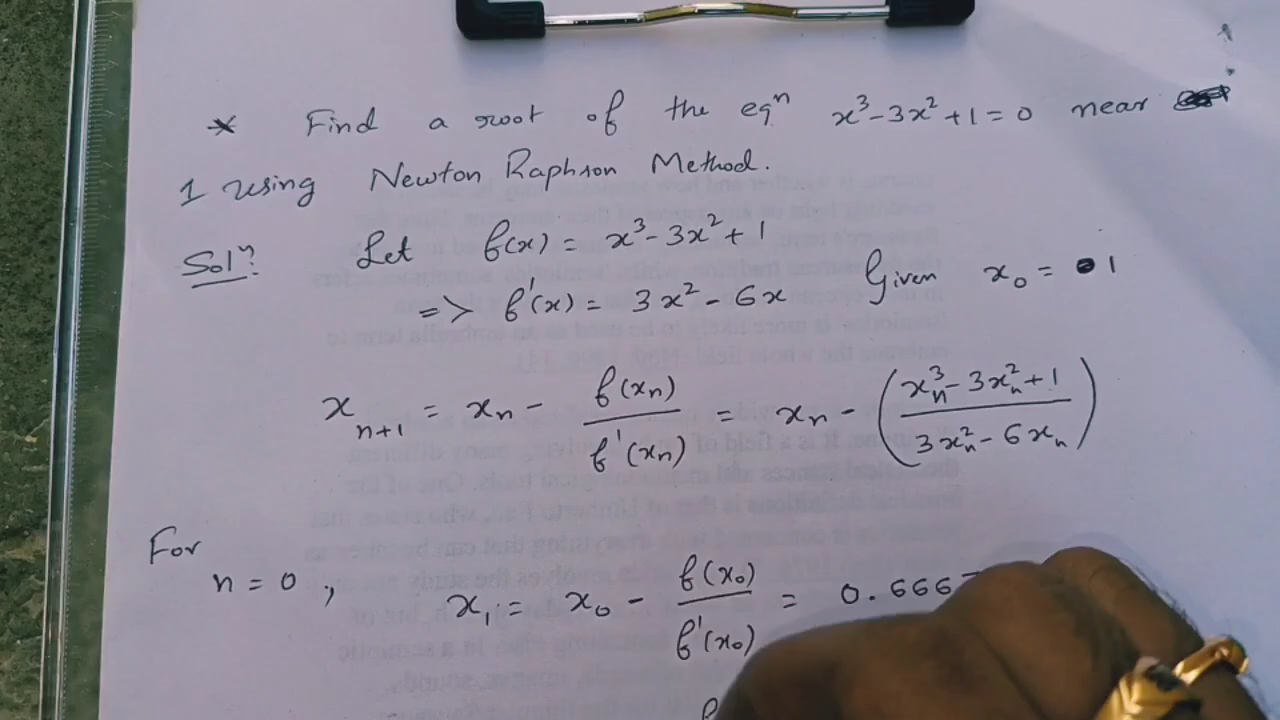 * Find a root of the eqⁿ x³-3x²+1=0 near
1 using Newton Raphson Method.
Solⁿ: Let f(x) = x³-3x²+1
=> f'(x) = 3x²-6x Given x₀ = 1
xₙ₊₁ = xₙ - f(xₙ)/f'(xₙ) = xₙ - ((xₙ³-3xₙ²+1)/(3xₙ²-6xₙ))
For
n = 0, x₁ = x₀ - f(x₀)/f'(x₀) = 0.666